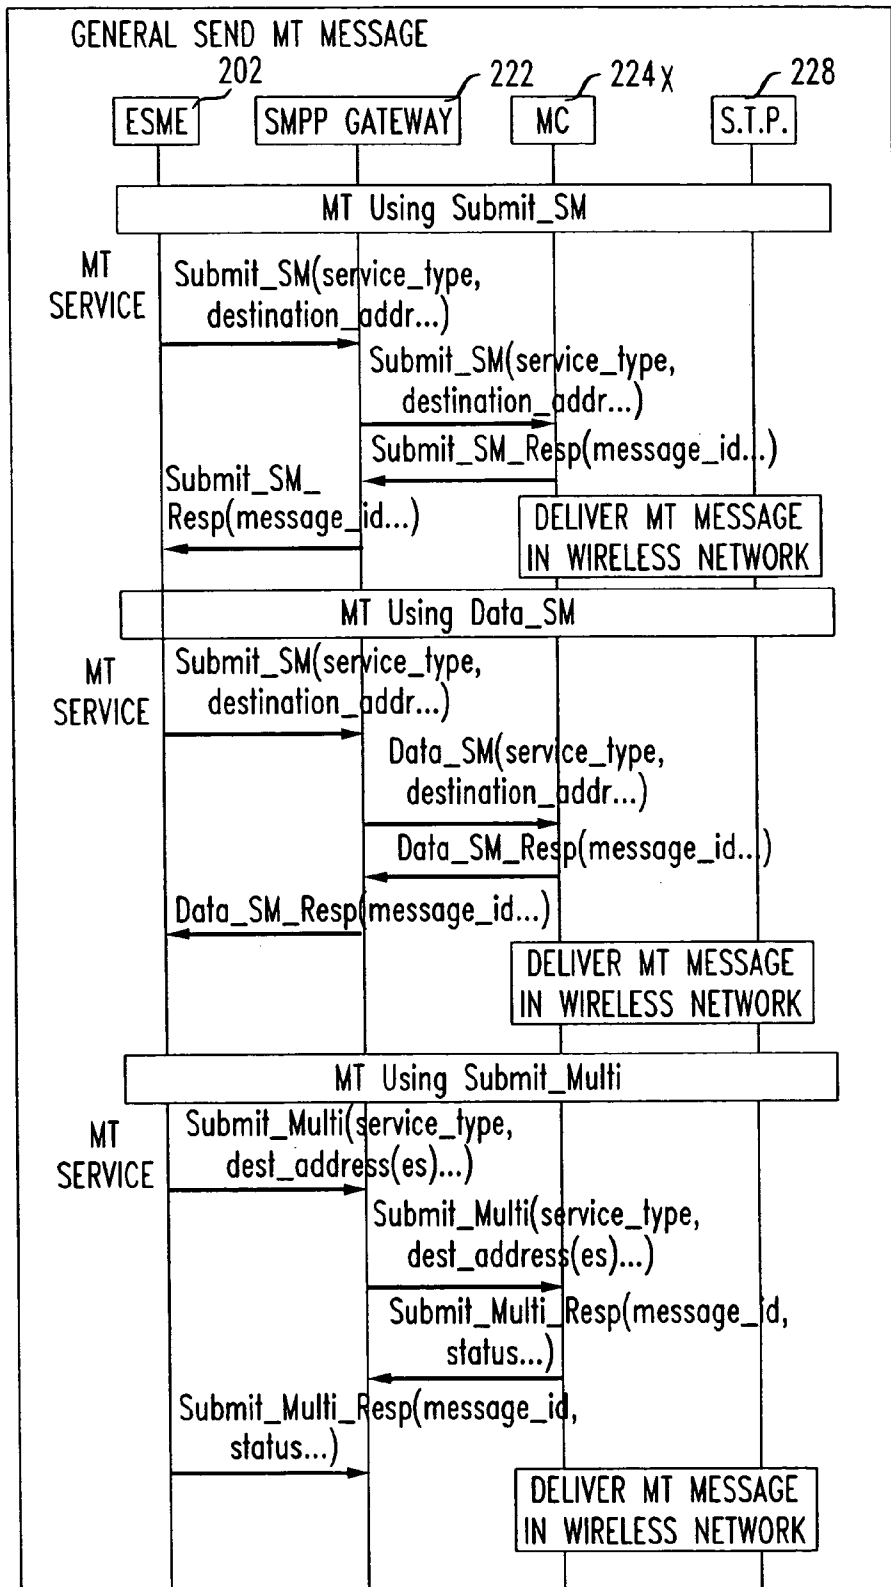 GENERAL SEND MT MESSAGE
202
222
224x
228
ESME
SMPP GATEWAY
MC
S.T.P.
MT Using Submit_SM
MT
SERVICE
Submit_SM(service_type,
destination_addr...)
Submit_SM(service_type,
destination_addr...)
Submit_SM_Resp(message_id...)
Submit_SM_
Resp(message_id...)
DELIVER MT MESSAGE
IN WIRELESS NETWORK
MT Using Data_SM
MT
SERVICE
Submit_SM(service_type,
destination_addr...)
Data_SM(service_type,
destination_addr...)
Data_SM_Resp(message_id...)
Data_SM_Resp(message_id...)
DELIVER MT MESSAGE
IN WIRELESS NETWORK
MT Using Submit_Multi
MT
SERVICE
Submit_Multi(service_type,
dest_address(es)...)
Submit_Multi(service_type,
dest_address(es)...)
Submit_Multi_Resp(message_id,
status...)
Submit_Multi_Resp(message_id,
status...)
DELIVER MT MESSAGE
IN WIRELESS NETWORK